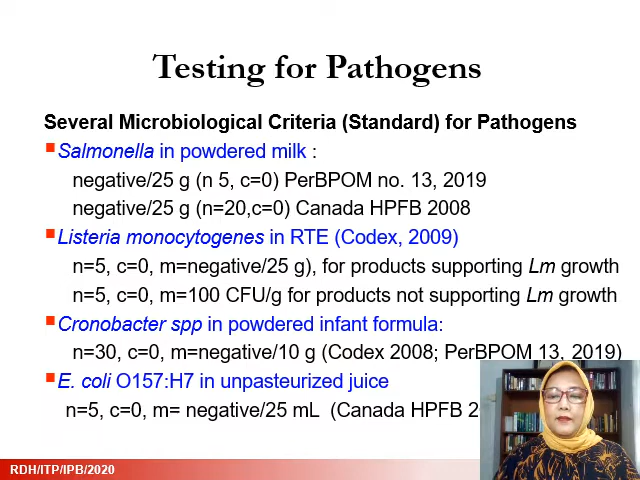 Testing for Pathogens
Several Microbiological Criteria (Standard) for Pathogens
Salmonella in powdered milk :
negative/25 g (n 5, c=0) PerBPOM no. 13, 2019
negative/25 g (n=20,c=0) Canada HPFB 2008
Listeria monocytogenes in RTE (Codex, 2009)
n=5, c=0, m=negative/25 g), for products supporting Lm growth
n=5, c=0, m=100 CFU/g for products not supporting Lm growth
Cronobacter spp in powdered infant formula:
n=30, c=0, m=negative/10 g (Codex 2008; PerBPOM 13, 2019)
E. coli O157:H7 in unpasteurized juice
n=5, c=0, m= negative/25 mL (Canada HPFB 2
RDH/ITP/IPB/2020